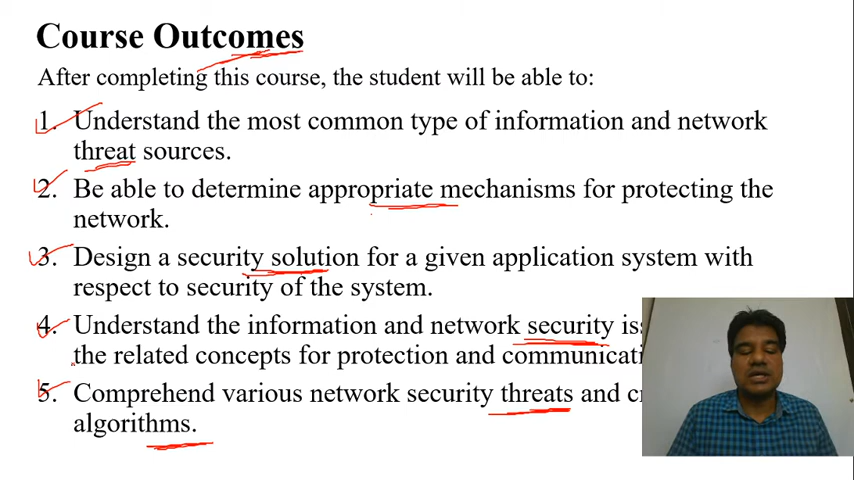 Course Outcomes
After completing this course, the student will be able to:
1. Understand the most common type of information and network
threat sources.
2. Be able to determine appropriate mechanisms for protecting the
network.
3. Design a security solution for a given application system with
respect to security of the system.
4. Understand the information and network security
the related concepts for protection and
5. Comprehend various network security threats and
algorithms.